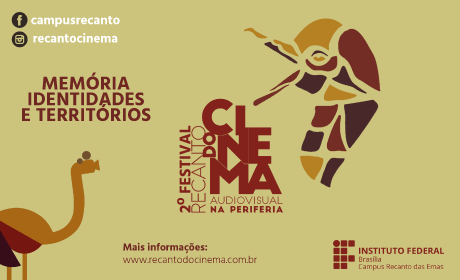 campusrecanto
recantocinema
MEMÓRIA
IDENTIDADES
E TERRITÓRIOS
2º FESTIVAL
RECANTO
DO
CINEMA
AUDIOVISUAL
NA PERIFERIA
Mais informações:
www.recantodocinema.com.br
INSTITUTO FEDERAL
Brasília
Campus Recanto das Emas